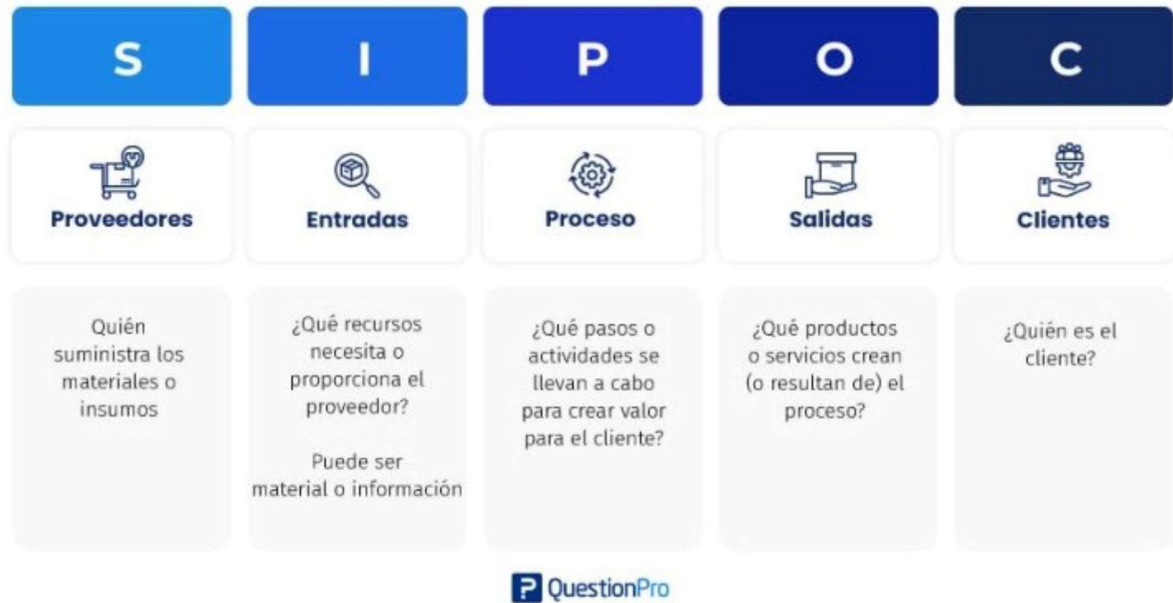 S
I
P
O
C
Proveedores
Entradas
Proceso
Salidas
Clientes
Quién
suministra los
materiales o
insumos
¿Qué recursos
necesita o
proporciona el
proveedor?
Puede ser
material o información
¿Qué pasos o
actividades se
llevan a cabo
para crear valor
para el cliente?
¿Qué productos
o servicios crean
(o resultan de) el
proceso?
¿Quién es el
cliente?
QuestionPro